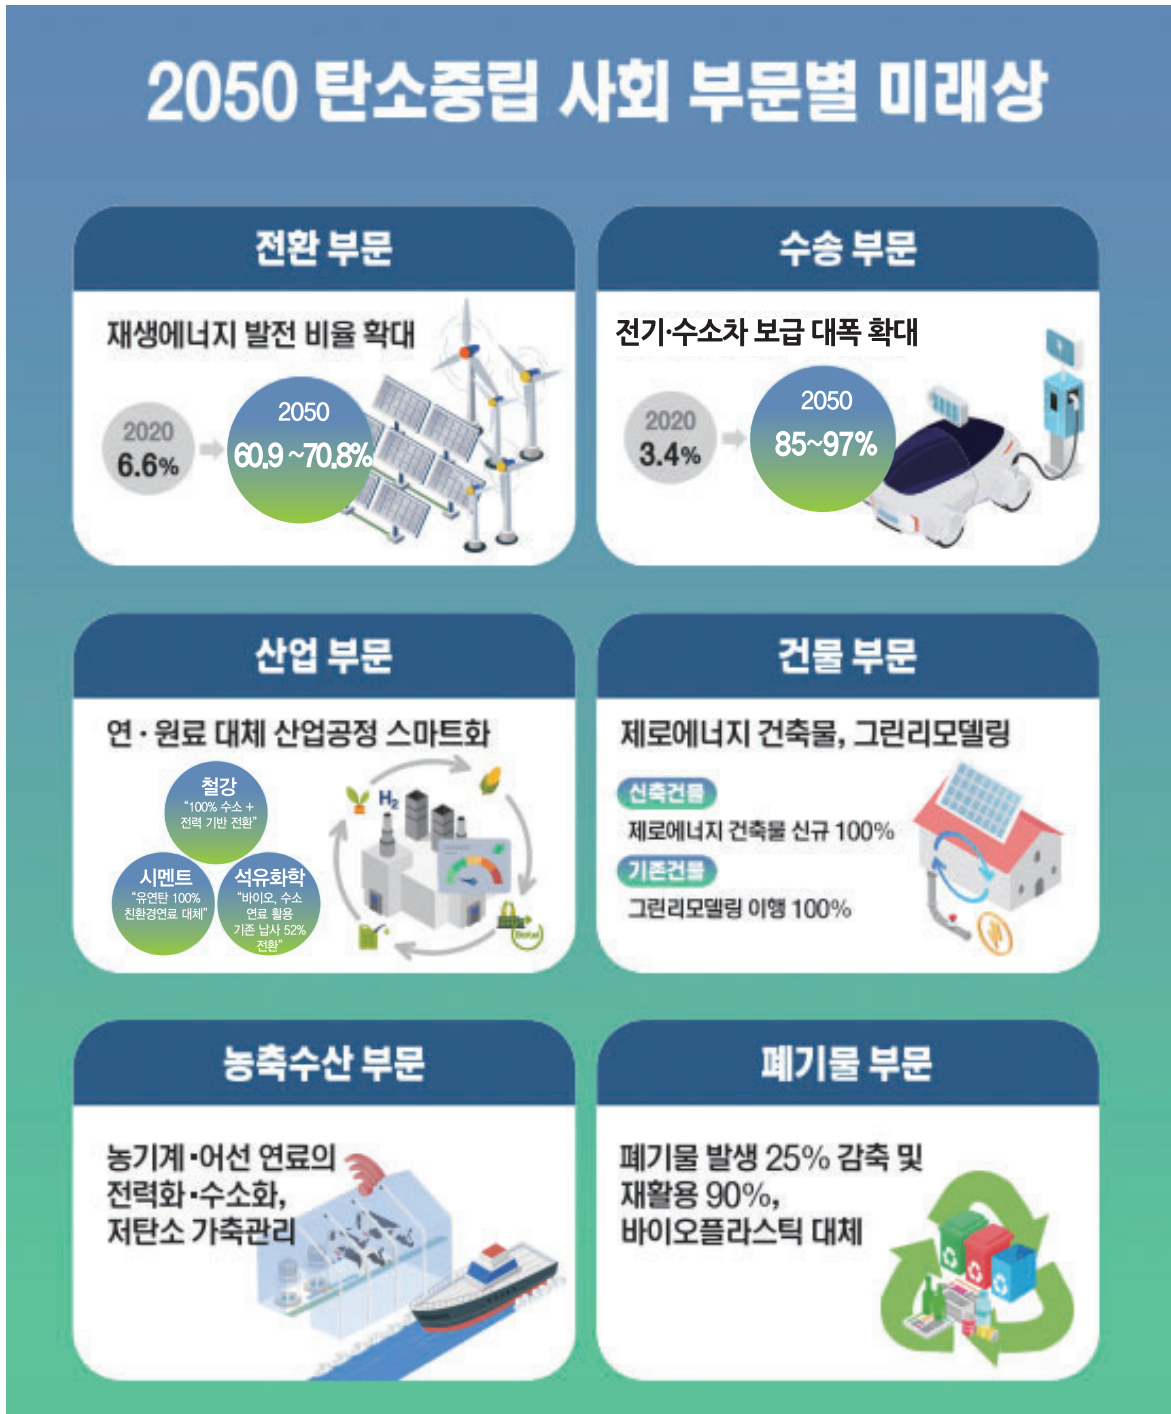 2050 탄소중립 사회 부문별 미래상
전환 부문
재생에너지 발전 비율 확대
2020
6.6%
2050
60.9 ~70.8%
수송 부문
전기·수소차 보급 대폭 확대
2020
3.4%
2050
85~97%
산업 부문
연·원료 대체 산업공정 스마트화
철강
“100% 수소 +
전력 기반 전환”
시멘트
“유연탄 100%
친환경연료 대체”
석유화학
“바이오, 수소
연료 활용
기존 납사 52%
전환”
H2
Biofuel
건물 부문
제로에너지 건축물, 그린리모델링
신축건물
제로에너지 건축물 신규 100%
기존건물
그린리모델링 이행 100%
농축수산 부문
농기계·어선 연료의
전력화·수소화,
저탄소 가축관리
폐기물 부문
폐기물 발생 25% 감축 및
재활용 90%,
바이오플라스틱 대체